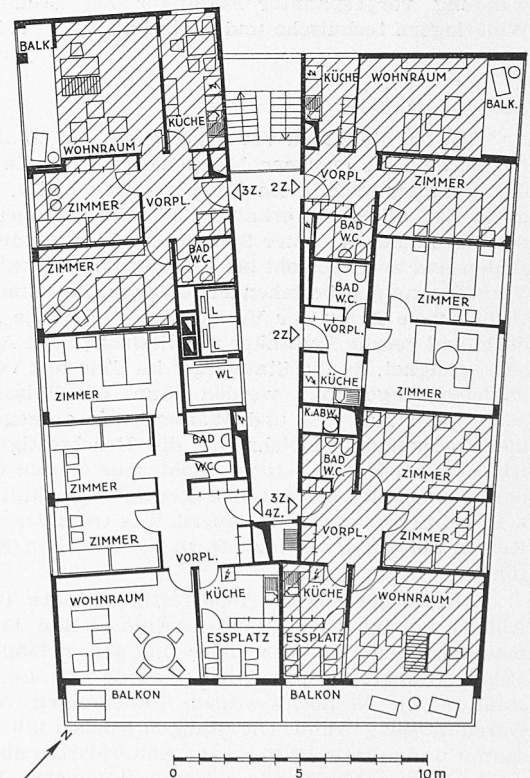 BALK.
WOHNRAUM
KÜCHE
KÜCHE
WOHNRAUM
BALK.
ZIMMER
VORPL.
3Z.
2Z.
VORPL.
ZIMMER
BAD
W.C.
BAD
W.C.
ZIMMER
BAD
W.C.
ZIMMER
L
2Z
VORPL.
WL
KÜCHE
ZIMMER
ZIMMER
K.ABW.
BAD
W.C.
BAD
W.C.
ZIMMER
ZIMMER
3Z.
4Z.
ZIMMER
VORPL.
ZIMMER
VORPL.
WOHNRAUM
KÜCHE
KÜCHE
WOHNRAUM
ESSPLATZ
ESSPLATZ
BALKON
BALKON
N
0 5 10m